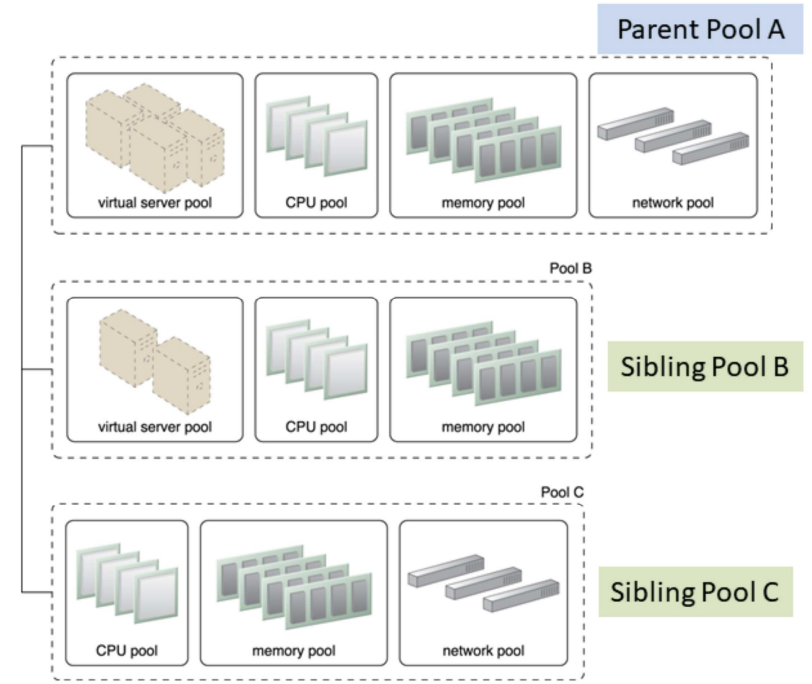 Parent Pool A
virtual server pool
CPU pool
memory pool
network pool
Pool B
Sibling Pool B
virtual server pool
CPU pool
memory pool
Pool C
Sibling Pool C
CPU pool
memory pool
network pool